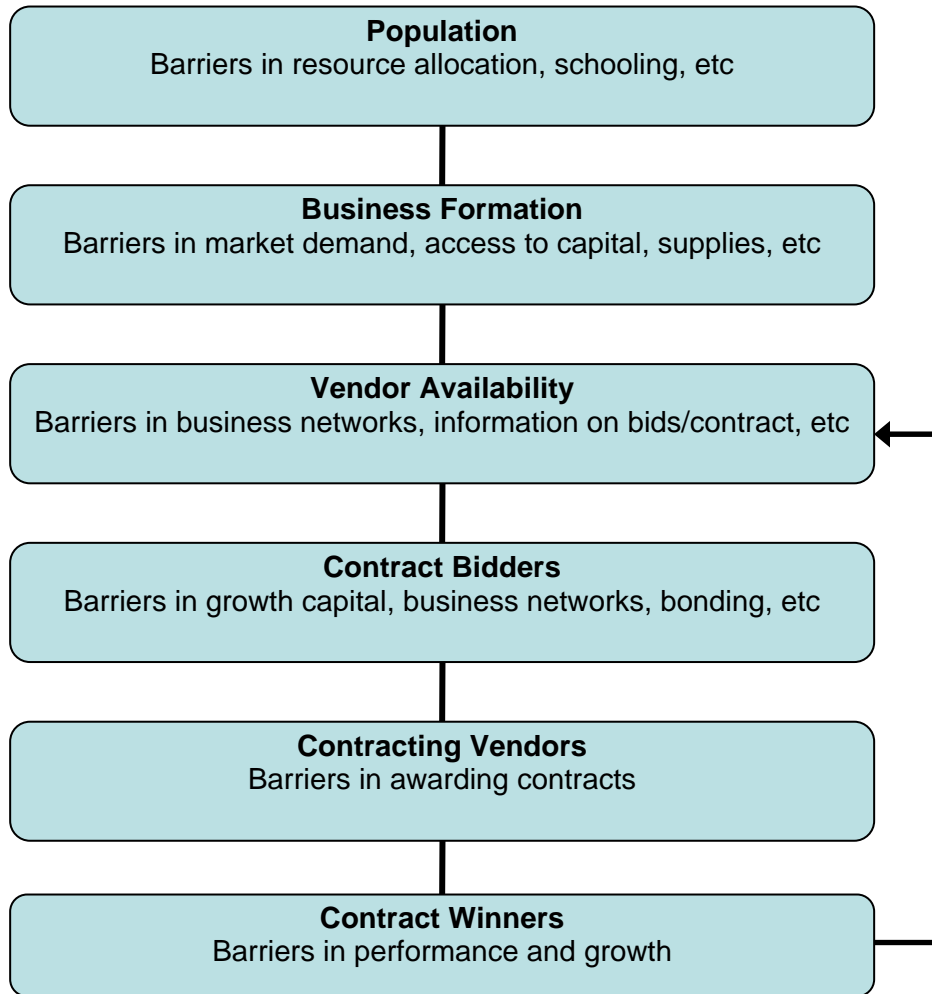 Population
Barriers in resource allocation, schooling, etc
Business Formation
Barriers in market demand, access to capital, supplies, etc
Vendor Availability
Barriers in business networks, information on bids/contract, etc
Contract Bidders
Barriers in growth capital, business networks, bonding, etc
Contracting Vendors
Barriers in awarding contracts
Contract Winners
Barriers in performance and growth